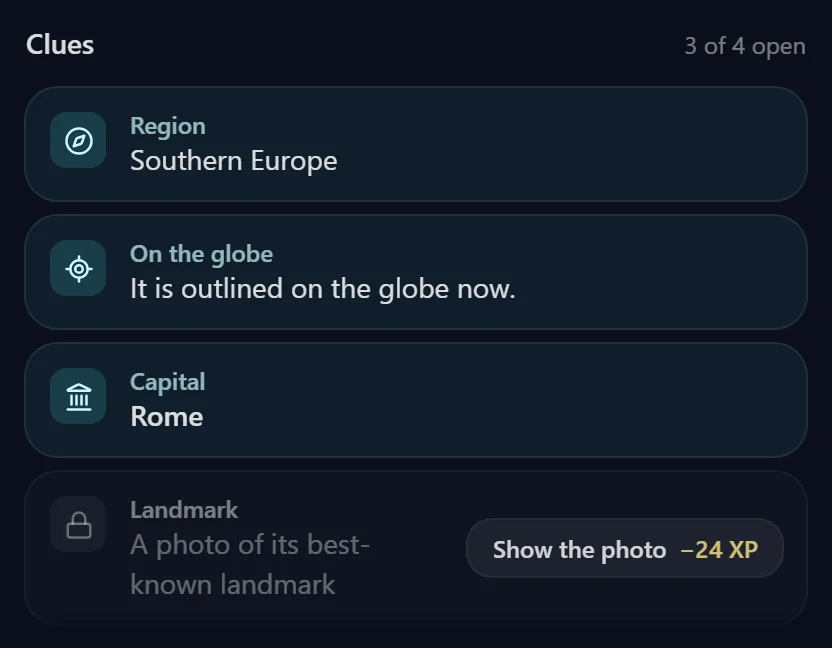 Clues
3 of 4 open
Region
Southern Europe
On the globe
It is outlined on the globe now.
Capital
Rome
Landmark
A photo of its best-
known landmark
Show the photo −24 XP